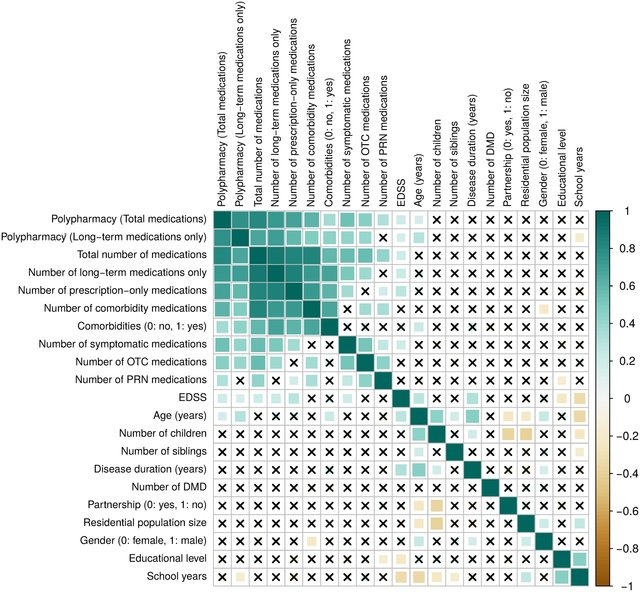 Polypharmacy (Total medications)
Polypharmacy (Long−term medications only)
Total number of medications
Number of long−term medications only
Number of prescription−only medications
Number of comorbidity medications
Comorbidities (0: no, 1: yes)
Number of symptomatic medications
Number of OTC medications
Number of PRN medications
EDSS
Age (years)
Number of children
Number of siblings
Disease duration (years)
Number of DMD
Partnership (0: yes, 1: no)
Residential population size
Gender (0: female, 1: male)
Educational level
School years
Polypharmacy (Total medications)
Polypharmacy (Long−term medications only)
Total number of medications
Number of long−term medications only
Number of prescription−only medications
Number of comorbidity medications
Comorbidities (0: no, 1: yes)
Number of symptomatic medications
Number of OTC medications
Number of PRN medications
EDSS
Age (years)
Number of children
Number of siblings
Disease duration (years)
Number of DMD
Partnership (0: yes, 1: no)
Residential population size
Gender (0: female, 1: male)
Educational level
School years
1
0.8
0.6
0.4
0.2
0
−0.2
−0.4
−0.6
−0.8
−1